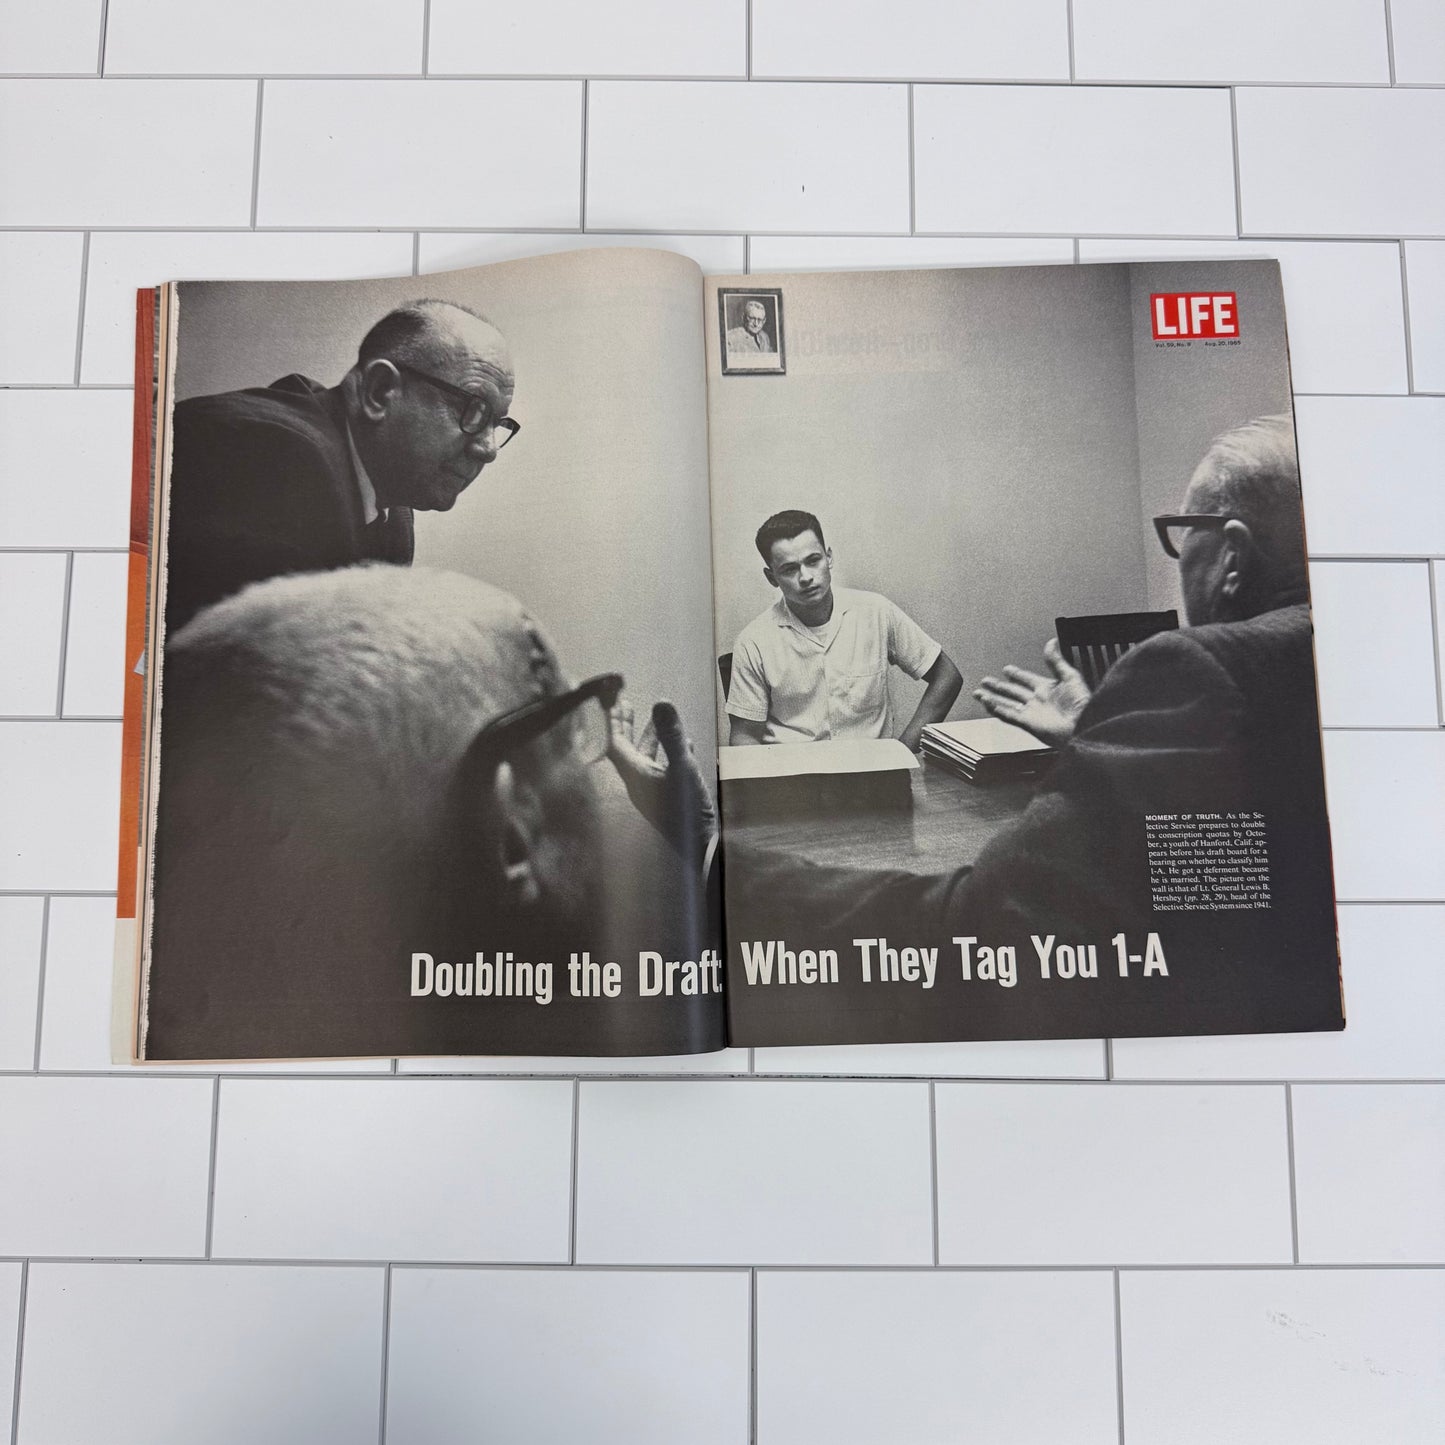 LIFE
Vol. 59, No. 8 Aug. 20, 1965
MOMENT OF TRUTH. As the Se-
lective Service prepares to double
its conscription quotas by Octo-
ber, a youth of Hanford, Calif. ap-
pears before his draft board for a
hearing on whether to classify him
1-A. He got a deferment because
he is married. The picture on the
wall is that of Lt. General Lewis B.
Hershey (pp. 28, 29), head of the
Selective Service System since 1941.
Doubling the Draft: When They Tag You 1-A